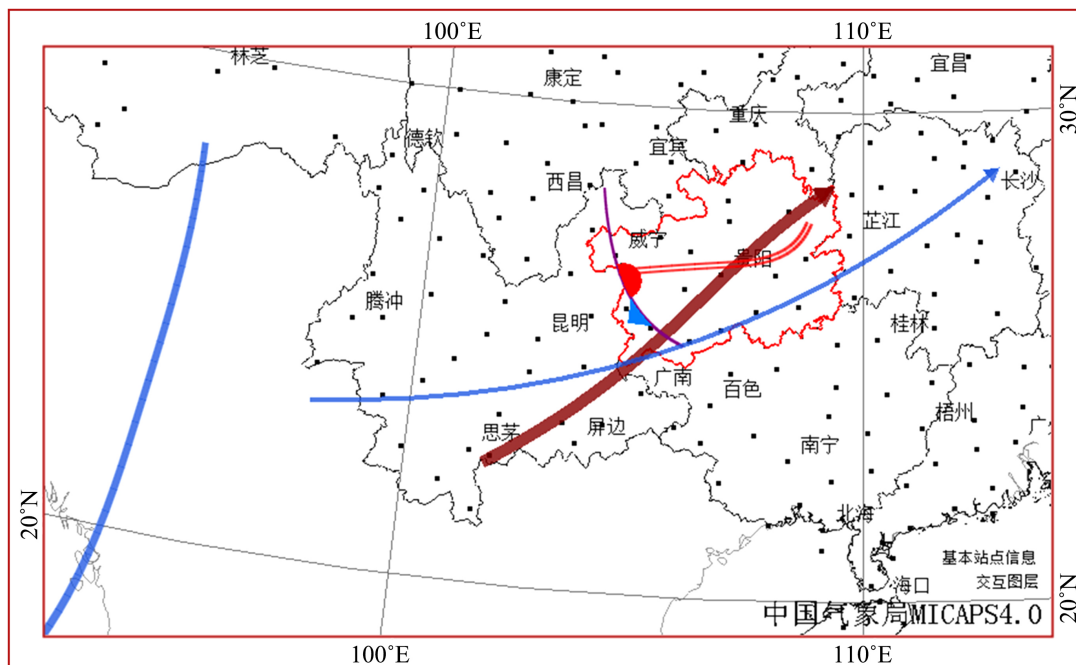 100°E 110°E
林芝 康定 宜昌
30°N
重庆
德钦 宜宾
西昌 长沙
威宁 芷江
贵阳
腾冲 昆明 桂林
广南 百色
梧州
思茅 屏边 南宁
20°N
北海
基本站点信息
海口 交互图层
20°N
中国气象局MICAPS4.0
100°E 110°E